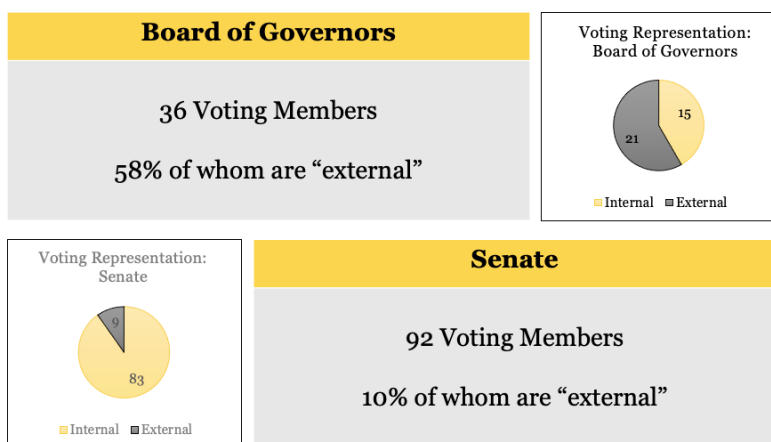 Board of Governors
36 Voting Members
58% of whom are “external”
Voting Representation:
Board of Governors
15
21
Internal External
Voting Representation:
Senate
9
83
Internal External
Senate
92 Voting Members
10% of whom are “external”